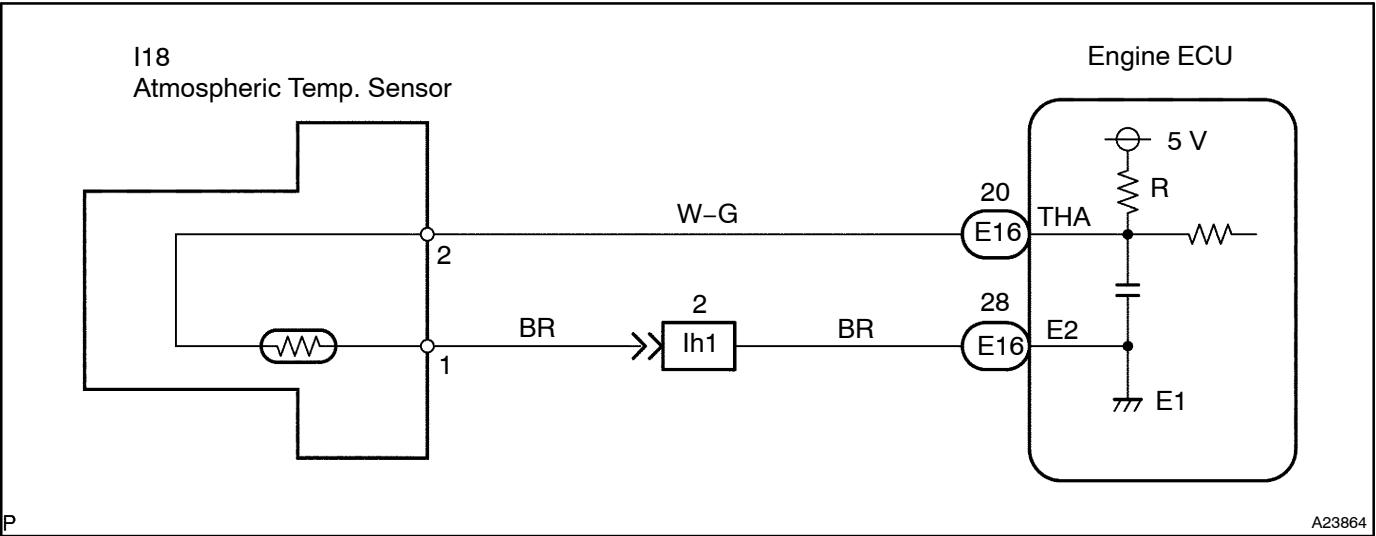 I18
Atmospheric Temp. Sensor
Engine ECU
5 V
R
20
W−G
E16
THA
2
2
28
BR
Ih1
BR
E16
E2
1
E1
P
A23864